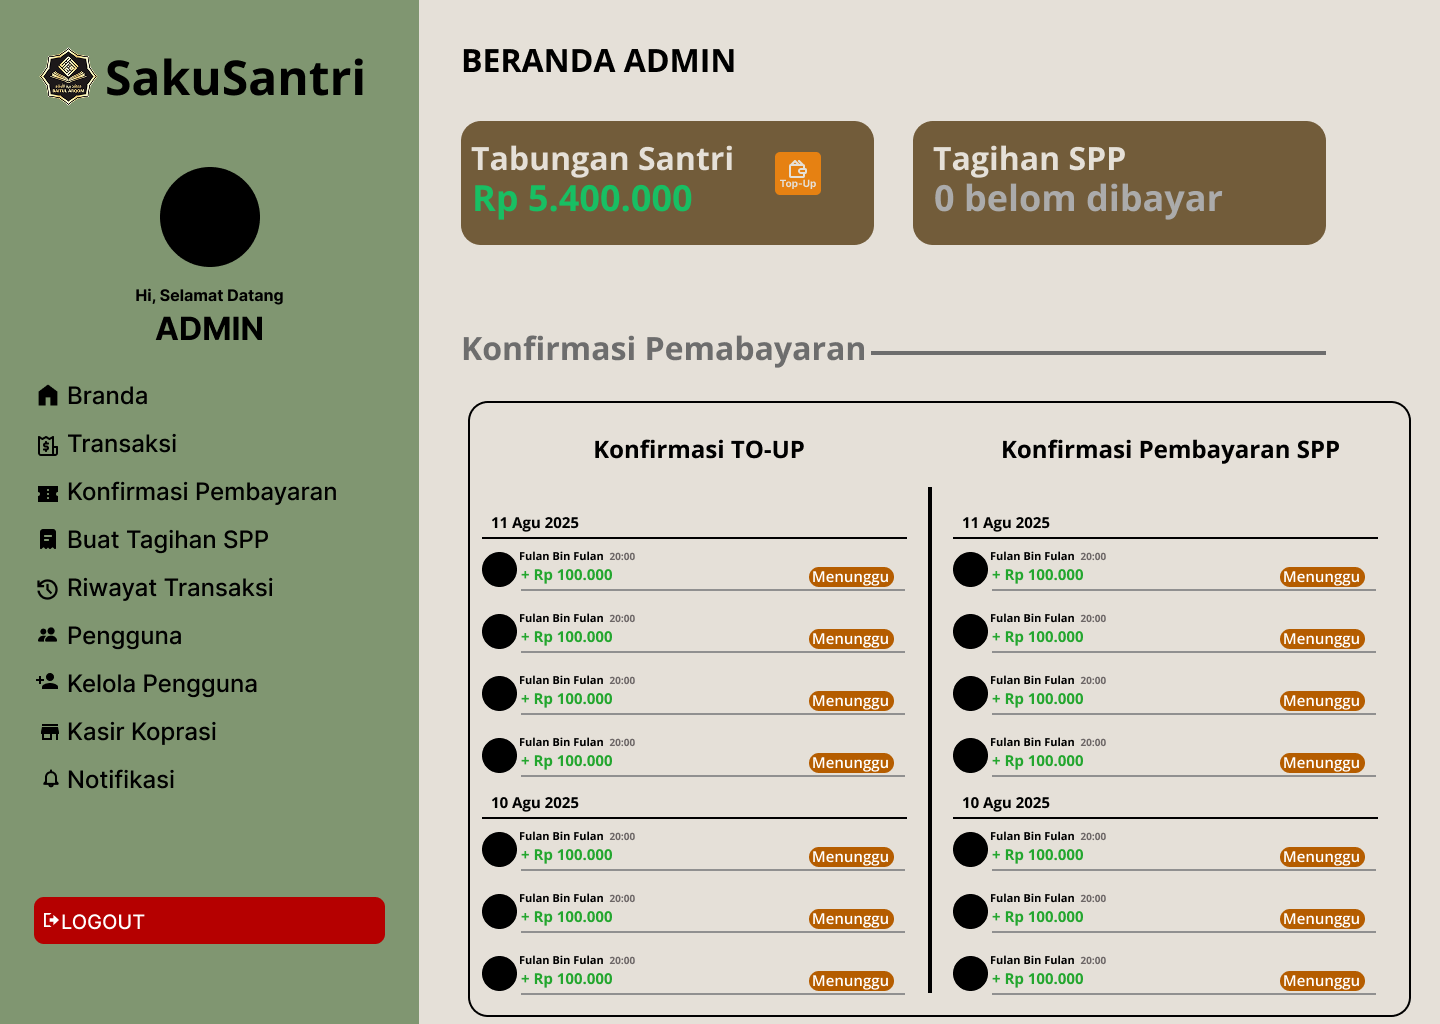 SakuSantri
BAITUL ARQOM
Hi, Selamat Datang
ADMIN
Branda
Transaksi
Konfirmasi Pembayaran
Buat Tagihan SPP
Riwayat Transaksi
Pengguna
Kelola Pengguna
Kasir Koprasi
Notifikasi
LOGOUT
BERANDA ADMIN
Tabungan Santri
Rp 5.400.000
Top-Up
Tagihan SPP
0 belom dibayar
Konfirmasi Pemabayaran
Konfirmasi TO-UP
11 Agu 2025
Fulan Bin Fulan 20:00
+ Rp 100.000 Menunggu
Fulan Bin Fulan 20:00
+ Rp 100.000 Menunggu
Fulan Bin Fulan 20:00
+ Rp 100.000 Menunggu
Fulan Bin Fulan 20:00
+ Rp 100.000 Menunggu
10 Agu 2025
Fulan Bin Fulan 20:00
+ Rp 100.000 Menunggu
Fulan Bin Fulan 20:00
+ Rp 100.000 Menunggu
Fulan Bin Fulan 20:00
+ Rp 100.000 Menunggu
Konfirmasi Pembayaran SPP
11 Agu 2025
Fulan Bin Fulan 20:00
+ Rp 100.000 Menunggu
Fulan Bin Fulan 20:00
+ Rp 100.000 Menunggu
Fulan Bin Fulan 20:00
+ Rp 100.000 Menunggu
Fulan Bin Fulan 20:00
+ Rp 100.000 Menunggu
10 Agu 2025
Fulan Bin Fulan 20:00
+ Rp 100.000 Menunggu
Fulan Bin Fulan 20:00
+ Rp 100.000 Menunggu
Fulan Bin Fulan 20:00
+ Rp 100.000 Menunggu